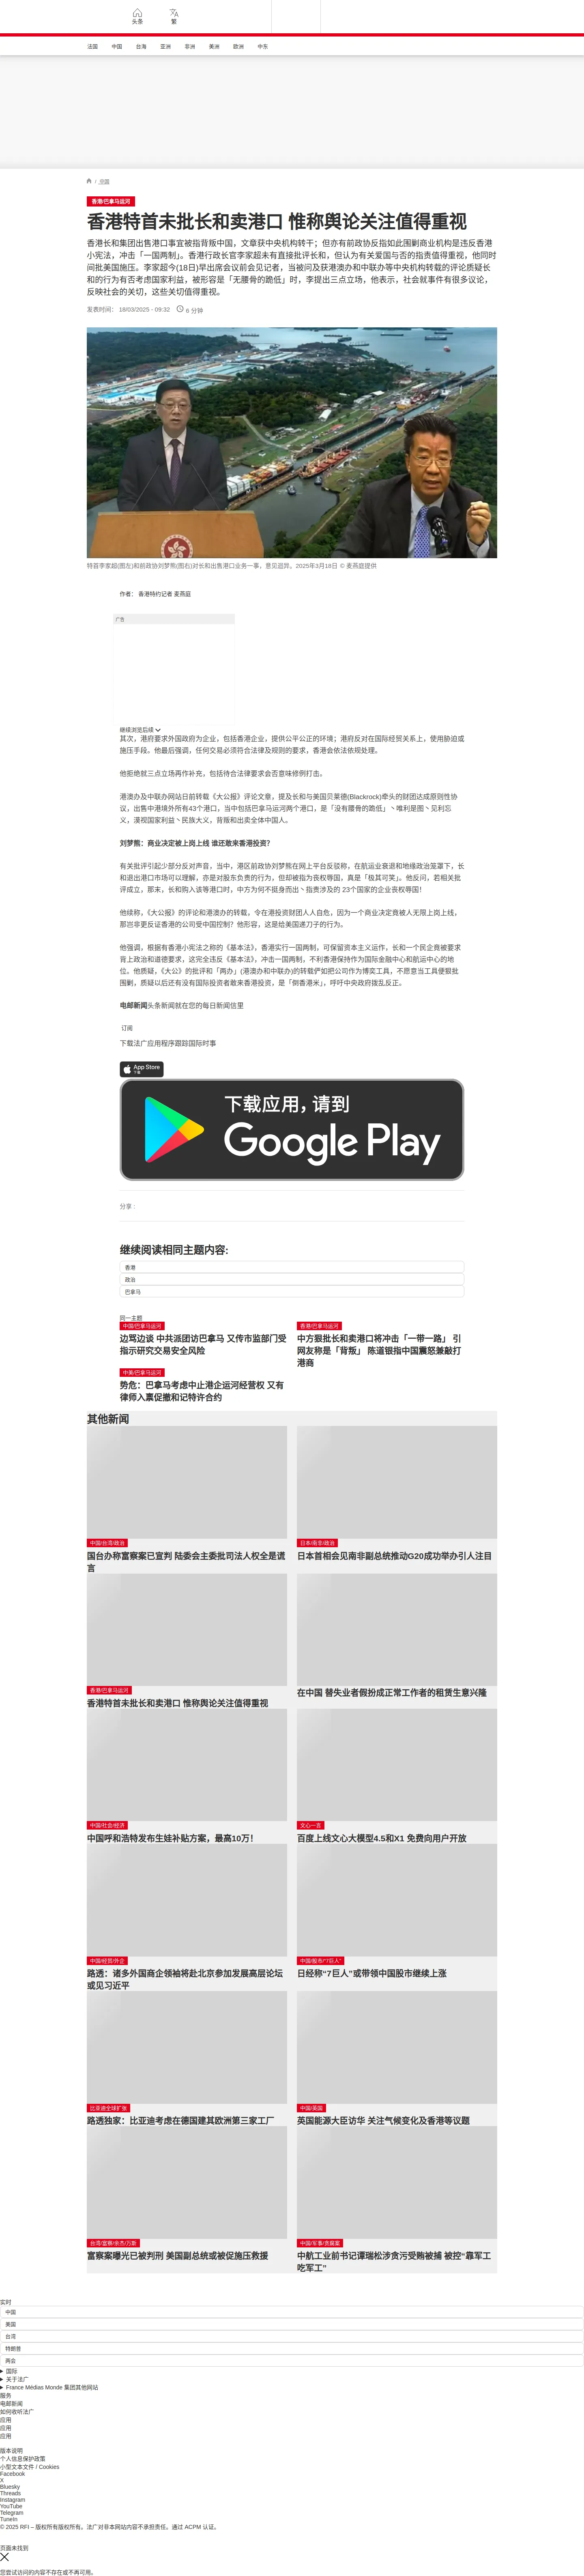 头条
繁
法国
中国
台湾
亚洲
非洲
美洲
欧洲
中东
/ 中国
香港/巴拿马运河
香港特首未批长和卖港口 惟称舆论关注值得重视
香港长和集团出售港口事宜被指背叛中国，文章获中央机构转干；但亦有前政协反指如此围剿商业机构是违反香港
小宪法，冲击「一国两制」。香港行政长官李家超未有直接批评长和，但认为有关爱国与否的指责值得重视，他同时
间批美国施压。李家超今(18日)早出席会议前会见记者，当被问及获港澳办和中联办等中央机构转载的评论质疑长
和的行为有否考虑国家利益，被形容是「无腰骨的跪低」时，李提出三点立场，他表示，社会就事件有很多议论，
反映社会的关切，这些关切值得重视。
发表时间： 18/03/2025 - 09:32
6 分钟
特首李家超(图左)和前政协刘梦熊(图右)对长和出售港口业务一事，意见迥异。2025年3月18日 © 麦燕庭提供
作者： 香港特约记者 麦燕庭
广告
继续浏览后续
其次，港府要求外国政府为企业，包括香港企业，提供公平公正的环境；港府反对在国际经贸关系上，使用胁迫或
施压手段。他最后强调，任何交易必须符合法律及规则的要求，香港会依法依规处理。
他拒绝就三点立场再作补充，包括待合法律要求会否意味修例打击。
港澳办及中联办网站日前转载《大公报》评论文章，提及长和与美国贝莱德(Blackrock)牵头的财团达成原则性协
议，出售中港境外所有43个港口，当中包括巴拿马运河两个港口，是「没有腰骨的跪低」丶唯利是图丶见利忘
义，漠视国家利益丶民族大义，背叛和出卖全体中国人。
刘梦熊：商业决定被上岗上线 谁还敢来香港投资?
有关批评引起少部分反对声音，当中，港区前政协刘梦熊在网上平台反驳称，在航运业衰退和地缘政治笼罩下，长
和退出港口市场可以理解，亦是对股东负责的行为，但却被指为丧权辱国，真是「极其可笑」。他反问，若相关批
评成立，那末，长和购入该等港口时，中方为何不挺身而出丶指责涉及的 23个国家的企业丧权辱国！
他续称，《大公报》的评论和港澳办的转载，令在港投资财团人人自危，因为一个商业决定竟被人无限上岗上线，
那岂非更反证香港的公司受中国控制？他形容，这是给美国递刀子的行为。
他强调，根据有香港小宪法之称的《基本法》，香港实行一国两制，可保留资本主义运作，长和一个民企竟被要求
背上政治和道德要求，这完全违反《基本法》，冲击一国两制，不利香港保持作为国际金融中心和航运中心的地
位。他质疑，《大公》的批评和「两办」(港澳办和中联办)的转载俨如把公司作为博奕工具，不愿意当工具便狠批
围剿，质疑以后还有没有国际投资者敢来香港投资，是「倒香港米」，呼吁中央政府拨乱反正。
电邮新闻头条新闻就在您的每日新闻信里
订阅
下载法广应用程序跟踪国际时事
App Store
下载
下载应用，请到
Google Play
分享 :
继续阅读相同主题内容:
香港
政治
巴拿马
同一主题
中国/巴拿马运河
边骂边谈 中共派团访巴拿马 又传市监部门受
指示研究交易安全风险
香港/巴拿马运河
中方狠批长和卖港口将冲击「一带一路」 引
网友称是「背叛」 陈道银指中国震怒兼敲打
港商
中美/巴拿马运河
势危：巴拿马考虑中止港企运河经营权 又有
律师入禀促撤和记特许合约
其他新闻
中国/台湾/政治
国台办称富察案已宣判 陆委会主委批司法人权全是谎
言
日本/南非/政治
日本首相会见南非副总统推动G20成功举办引人注目
香港/巴拿马运河
香港特首未批长和卖港口 惟称舆论关注值得重视
在中国 替失业者假扮成正常工作者的租赁生意兴隆
中国/社会/经济
中国呼和浩特发布生娃补贴方案，最高10万！
文心一言
百度上线文心大模型4.5和X1 免费向用户开放
中国/经贸/外企
路透：诸多外国商企领袖将赴北京参加发展高层论坛
或见习近平
中国/股市/“7巨人”
日经称“7巨人”或带领中国股市继续上涨
比亚迪全球扩张
路透独家：比亚迪考虑在德国建其欧洲第三家工厂
中国/英国
英国能源大臣访华 关注气候变化及香港等议题
台湾/富察/余杰/万斯
富察案曝光已被判刑 美国副总统或被促施压救援
中国/军事/贪腐案
中航工业前书记谭瑞松涉贪污受贿被捕 被控“靠军工
吃军工”
实时
中国
美国
台湾
特朗普
两会
国际
关于法广
France Médias Monde 集团其他网站
服务
电邮新闻
如何收听法广
应用
应用
应用
版本说明
个人信息保护政策
小型文本文件 / Cookies
Facebook
X
Bluesky
Threads
Instagram
YouTube
Telegram
TuneIn
© 2025 RFI – 版权所有版权所有。法广对非本网站内容不承担责任。通过 ACPM 认证。
页面未找到
您尝试访问的内容不存在或不再可用。